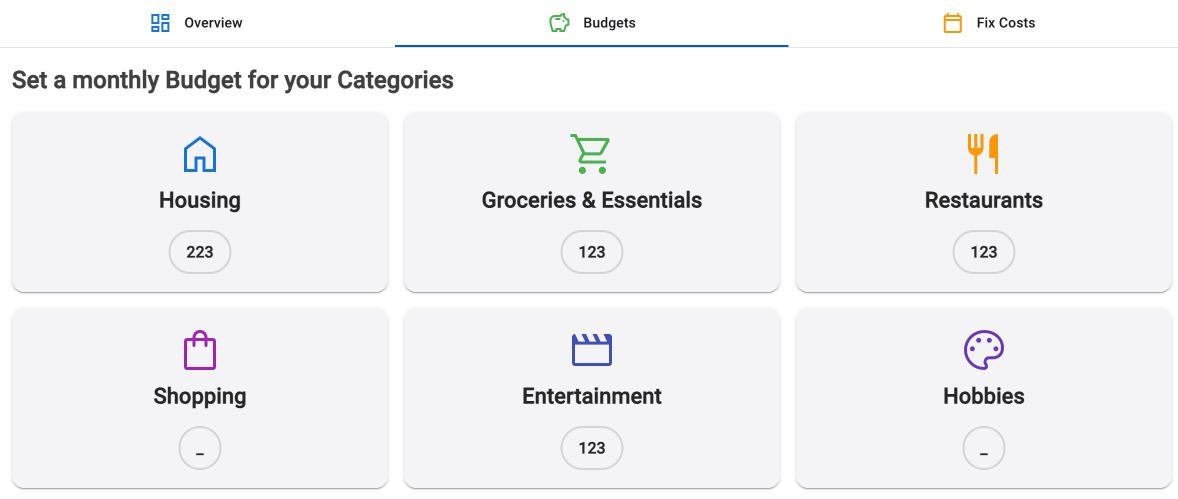 Overview Budgets Fix Costs
Set a monthly Budget for your Categories
Housing Groceries & Essentials Restaurants
223 123 123
Shopping Entertainment Hobbies
_ 123 _